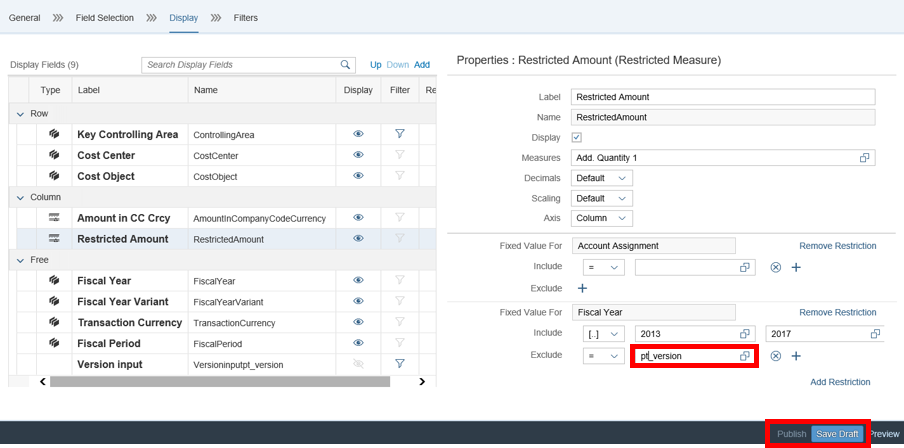 General Field Selection Display Filters
Display Fields (9) Search Display Fields Up Down Add
Type Label Name Display Filter Re
Row
Key Controlling Area ControllingArea
Cost Center CostCenter
Cost Object CostObject
Column
Amount in CC Crcy AmountInCompanyCodeCurrency
Restricted Amount RestrictedAmount
Free
Fiscal Year FiscalYear
Fiscal Year Variant FiscalYearVariant
Transaction Currency TransactionCurrency
Fiscal Period FiscalPeriod
Version input Versioninputpt_version
Properties : Restricted Amount (Restricted Measure)
Label Restricted Amount
Name RestrictedAmount
Display
Measures Add. Quantity 1
Decimals Default
Scaling Default
Axis Column
Fixed Value For Account Assignment Remove Restriction
Include =
Exclude +
Fixed Value For Fiscal Year Remove Restriction
Include [..] 2013 2017
Exclude = pt_version
Add Restriction
Publish Save Draft Preview